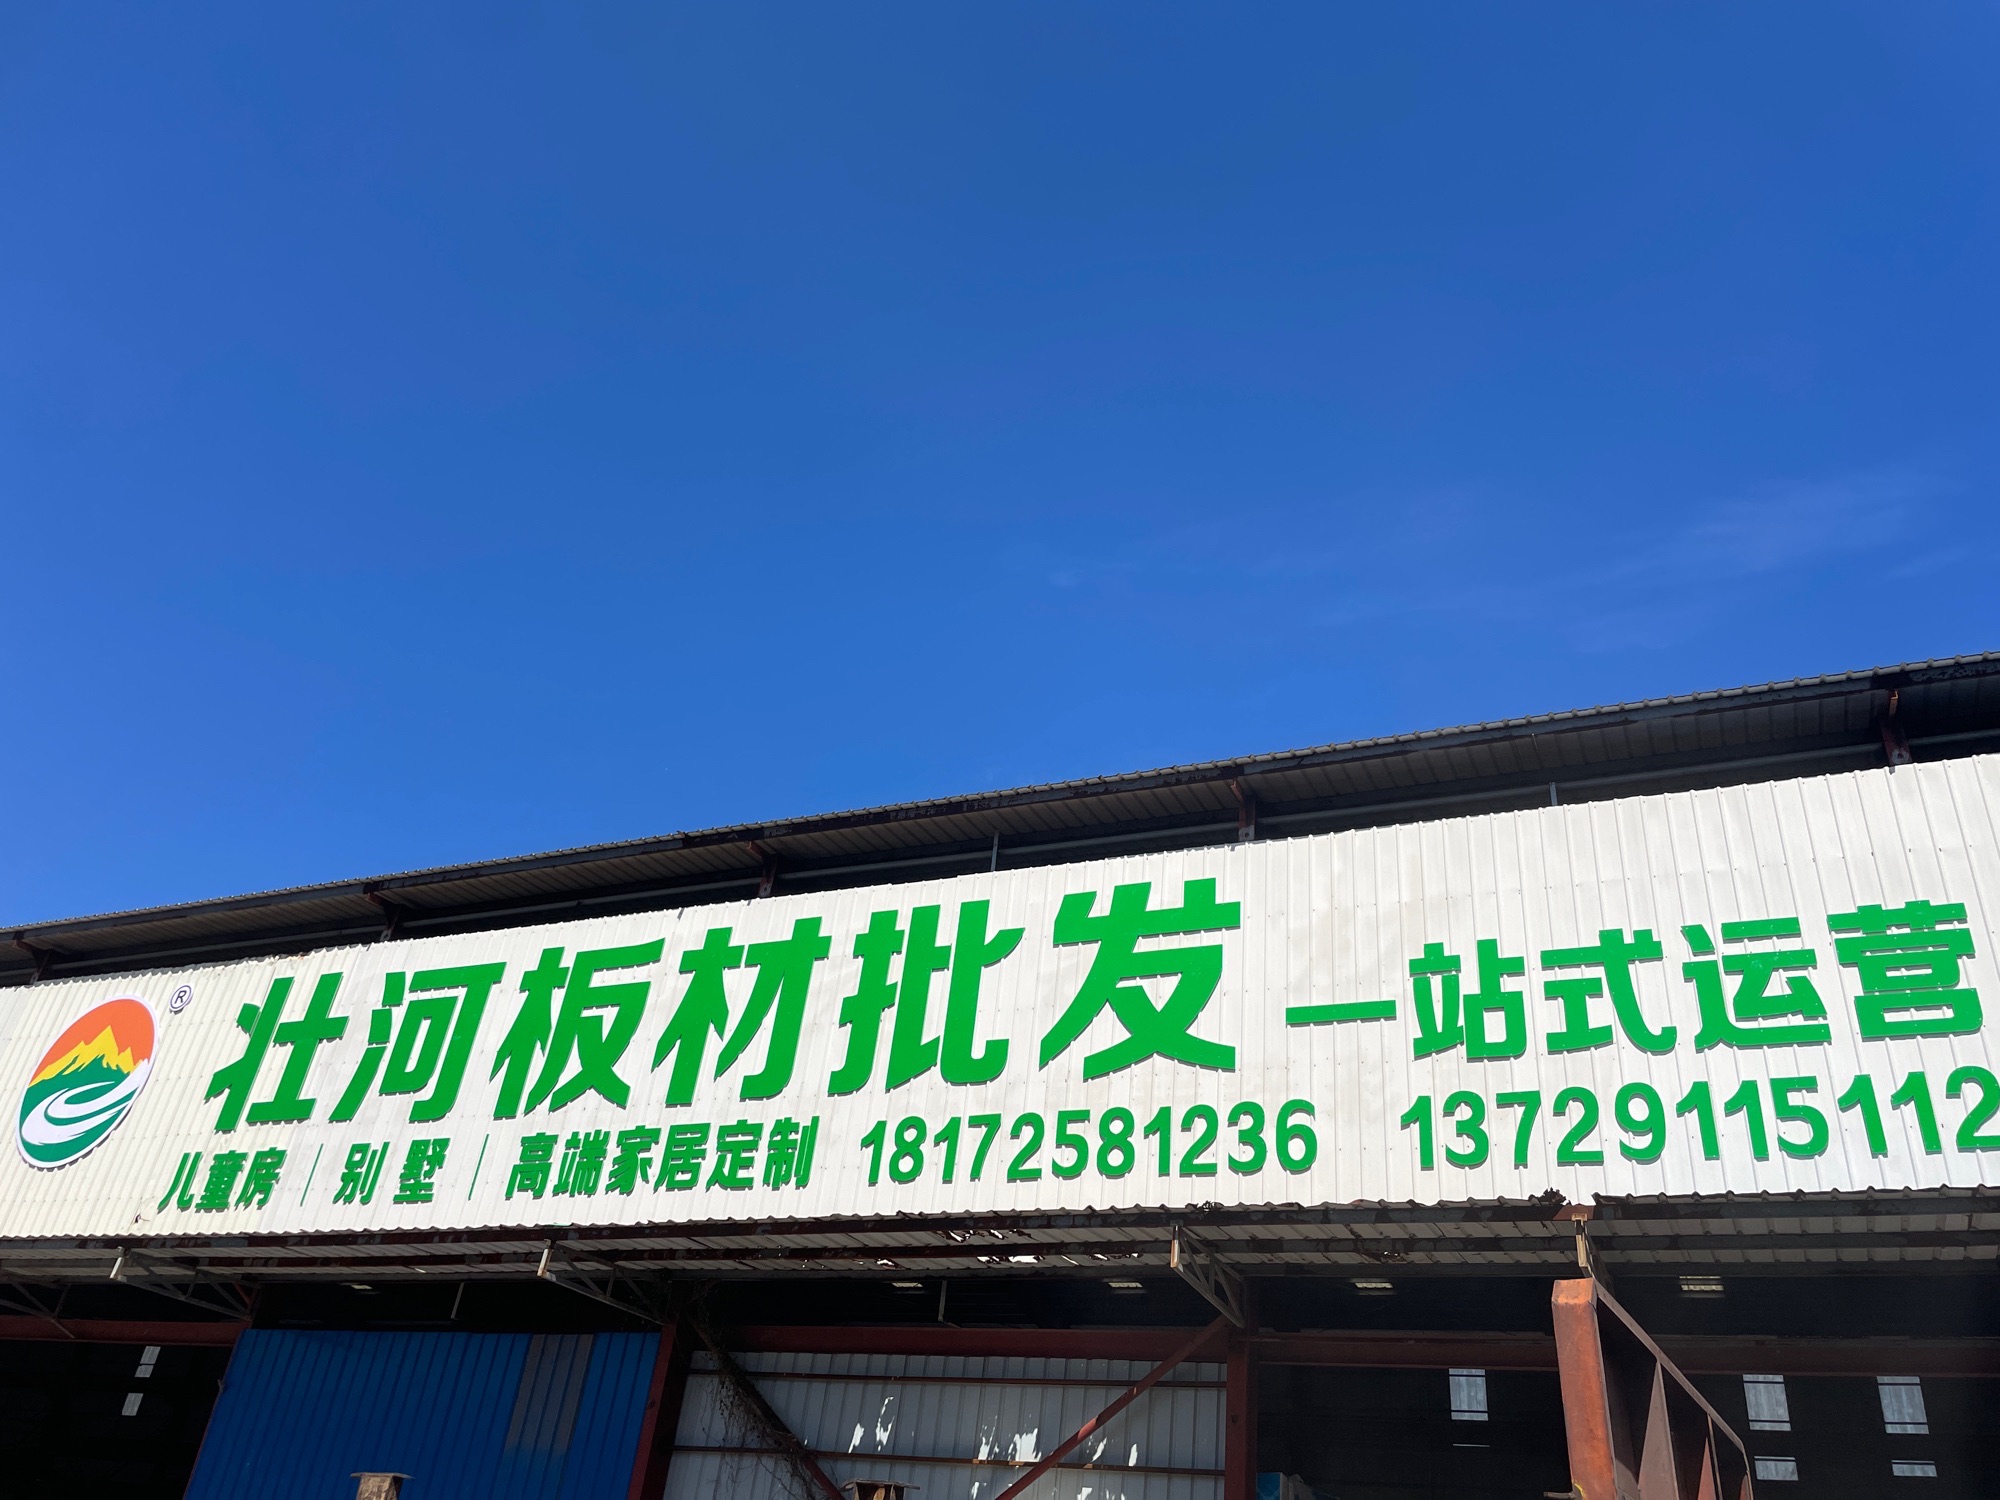 ®
壮河板材批发 一站式运营
儿童房 | 别墅 | 高端家居定制 18172581236 13729115112